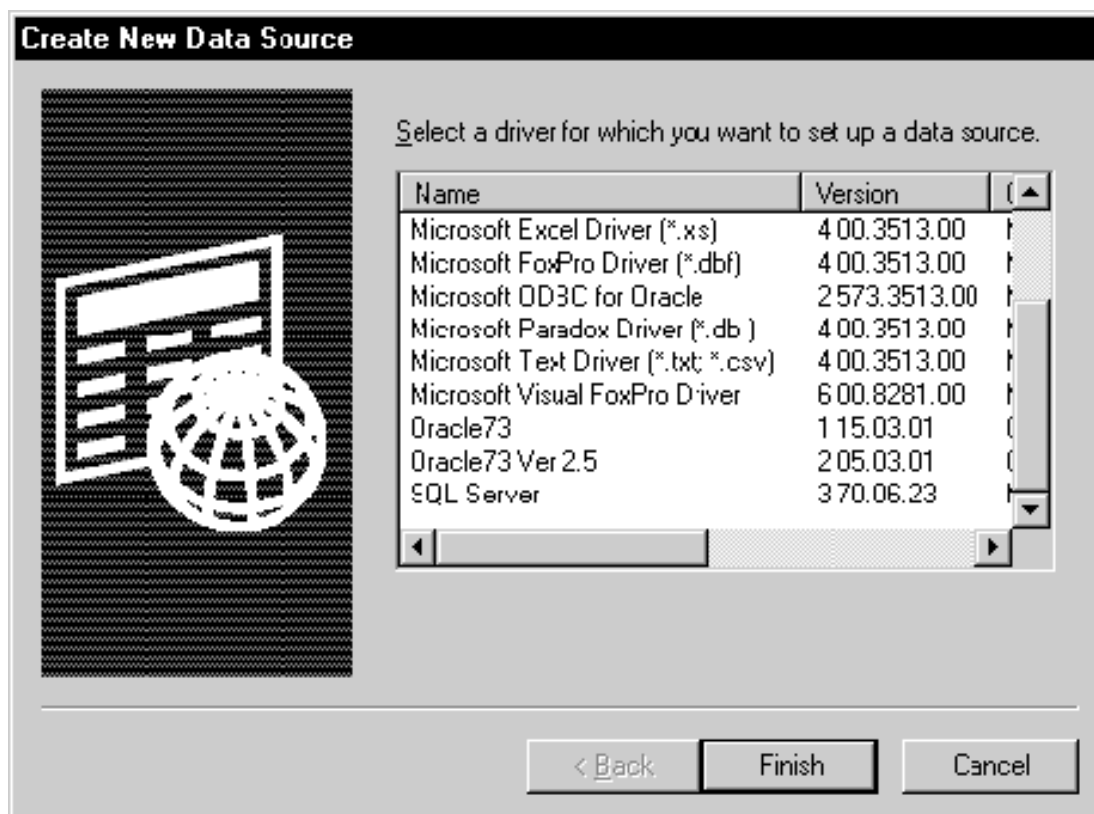 Create New Data Source
Select a driver for which you want to set up a data source.
Name Version
Microsoft Excel Driver (*.xls) 4.00.3513.00
Microsoft FoxPro Driver (*.dbf) 4.00.3513.00
Microsoft ODBC for Oracle 2.573.3513.00
Microsoft Paradox Driver (*.db ) 4.00.3513.00
Microsoft Text Driver (*.txt; *.csv) 4.00.3513.00
Microsoft Visual FoxPro Driver 6.00.8281.00
Oracle73 1.15.03.01
Oracle73 Ver 2.5 2.05.03.01
SQL Server 3.70.06.23
< Back Finish Cancel